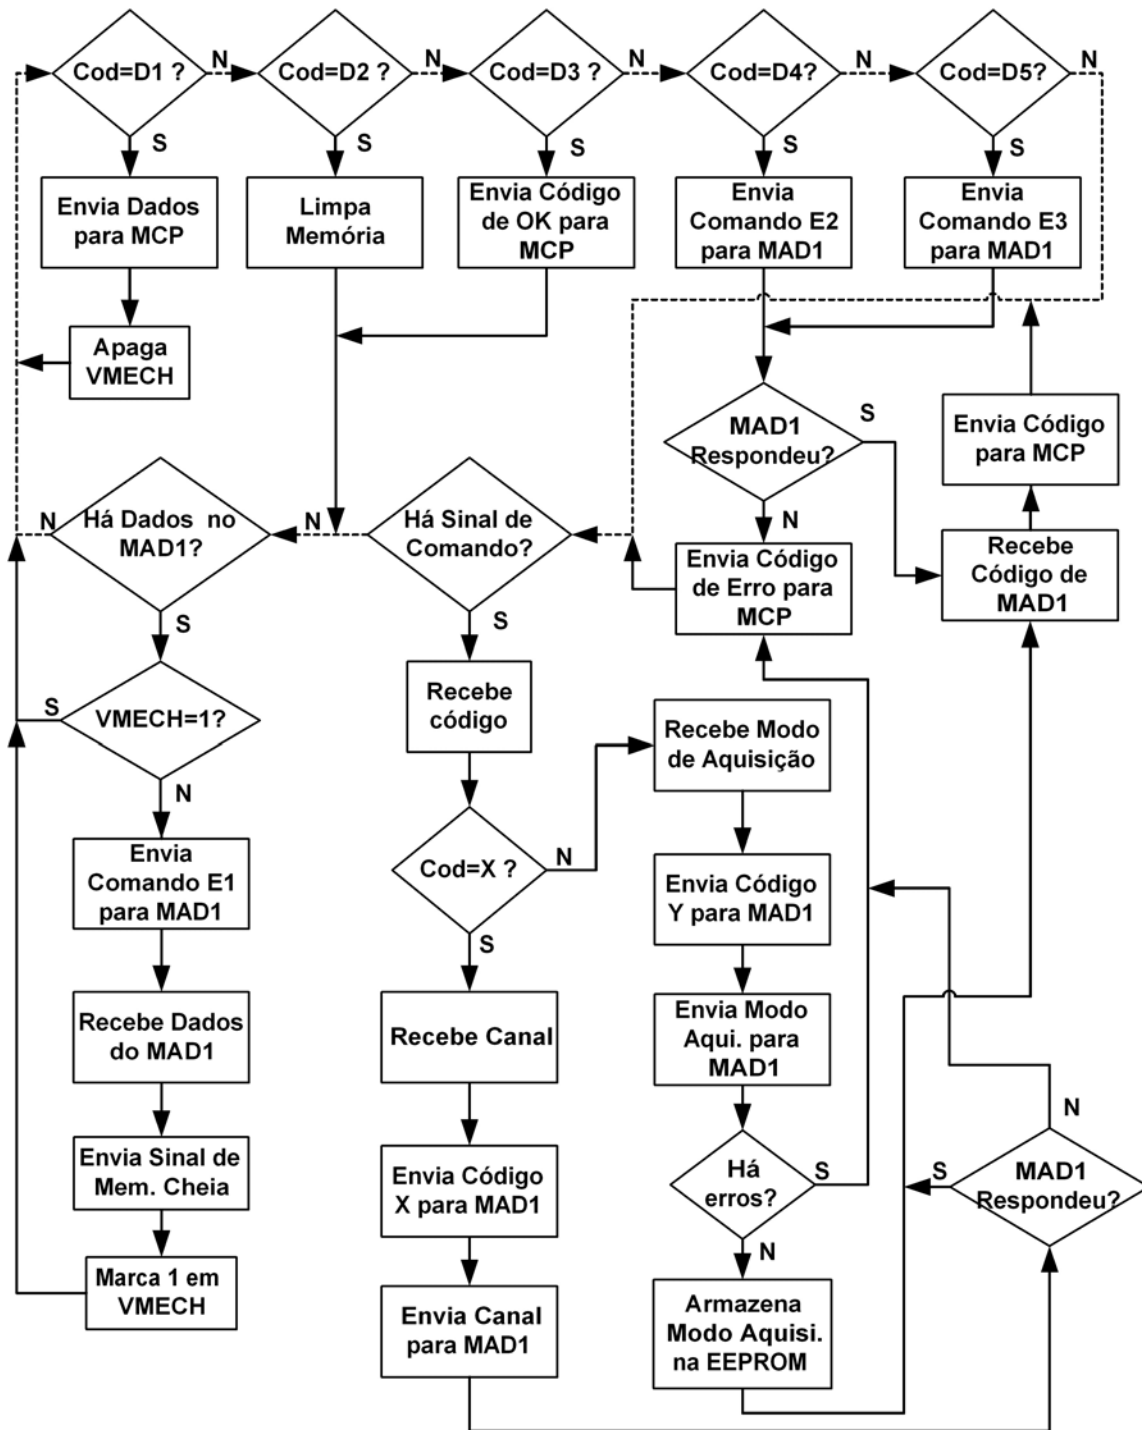 Cod=D1 ?
N
Cod=D2 ?
N
Cod=D3 ?
N
Cod=D4?
N
Cod=D5?
N
S
S
S
S
S
Envia Dados
para MCP
Limpa
Memória
Envia Código
de OK para
MCP
Envia
Comando E2
para MAD1
Envia
Comando E3
para MAD1
Apaga
VMECH
MAD1
Respondeu?
S
N
Envia Código
para MCP
N
Há Dados no
MAD1?
S
N
Há Sinal de
Comando?
S
Envia Código
de Erro para
MCP
Recebe
Código de
MAD1
S
VMECH=1?
N
Recebe
código
Recebe Modo
de Aquisição
Envia
Comando E1
para MAD1
Cod=X ?
N
S
Envia Código
Y para MAD1
Recebe Dados
do MAD1
Recebe Canal
Envia Modo
Aqui. para
MAD1
Envia Sinal de
Mem. Cheia
Envia Código
X para MAD1
Há
erros?
S
N
N
S
MAD1
Respondeu?
Marca 1 em
VMECH
Envia Canal
para MAD1
Armazena
Modo Aquisi.
na EEPROM